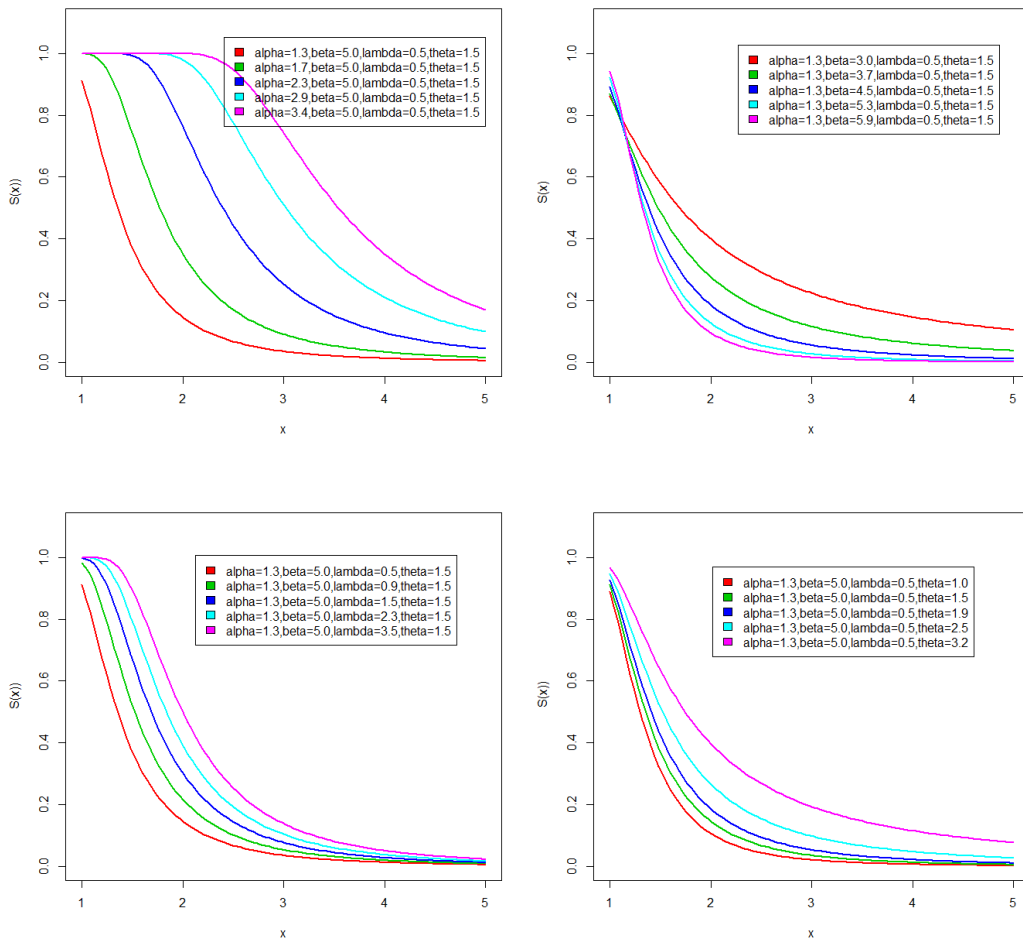 alpha=1.3,beta=5.0,lambda=0.5,theta=1.5
alpha=1.7,beta=5.0,lambda=0.5,theta=1.5
alpha=2.3,beta=5.0,lambda=0.5,theta=1.5
alpha=2.9,beta=5.0,lambda=0.5,theta=1.5
alpha=3.4,beta=5.0,lambda=0.5,theta=1.5
S(x))
0.0 0.2 0.4 0.6 0.8 1.0
1 2 3 4 5
x
alpha=1.3,beta=3.0,lambda=0.5,theta=1.5
alpha=1.3,beta=3.7,lambda=0.5,theta=1.5
alpha=1.3,beta=4.5,lambda=0.5,theta=1.5
alpha=1.3,beta=5.3,lambda=0.5,theta=1.5
alpha=1.3,beta=5.9,lambda=0.5,theta=1.5
S(x))
0.0 0.2 0.4 0.6 0.8 1.0
1 2 3 4 5
x
alpha=1.3,beta=5.0,lambda=0.5,theta=1.5
alpha=1.3,beta=5.0,lambda=0.9,theta=1.5
alpha=1.3,beta=5.0,lambda=1.5,theta=1.5
alpha=1.3,beta=5.0,lambda=2.3,theta=1.5
alpha=1.3,beta=5.0,lambda=3.5,theta=1.5
S(x))
0.0 0.2 0.4 0.6 0.8 1.0
1 2 3 4 5
x
alpha=1.3,beta=5.0,lambda=0.5,theta=1.0
alpha=1.3,beta=5.0,lambda=0.5,theta=1.5
alpha=1.3,beta=5.0,lambda=0.5,theta=1.9
alpha=1.3,beta=5.0,lambda=0.5,theta=2.5
alpha=1.3,beta=5.0,lambda=0.5,theta=3.2
S(x))
0.0 0.2 0.4 0.6 0.8 1.0
1 2 3 4 5
x